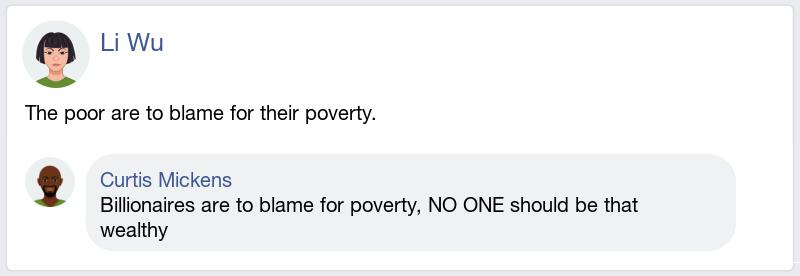 Li Wu
The poor are to blame for their poverty.
Curtis Mickens
Billionaires are to blame for poverty, NO ONE should be that
wealthy